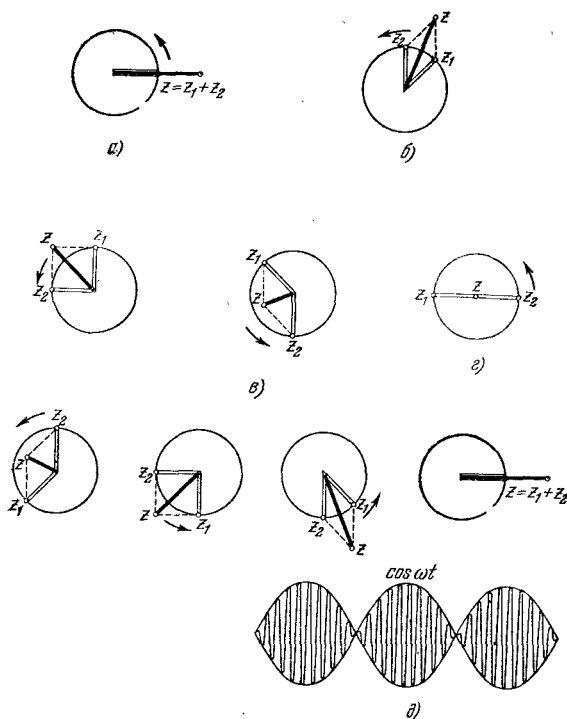 z = z₁ + z₂
а)
z₂
z
z₁
б)
z
z₁
z₂
z₁
z
z₂
в)
z₁
z
z₂
г)
z₂
z
z₁
z₂
z
z₁
z₂
z₁
z
z = z₁ + z₂
cos ωt
д)